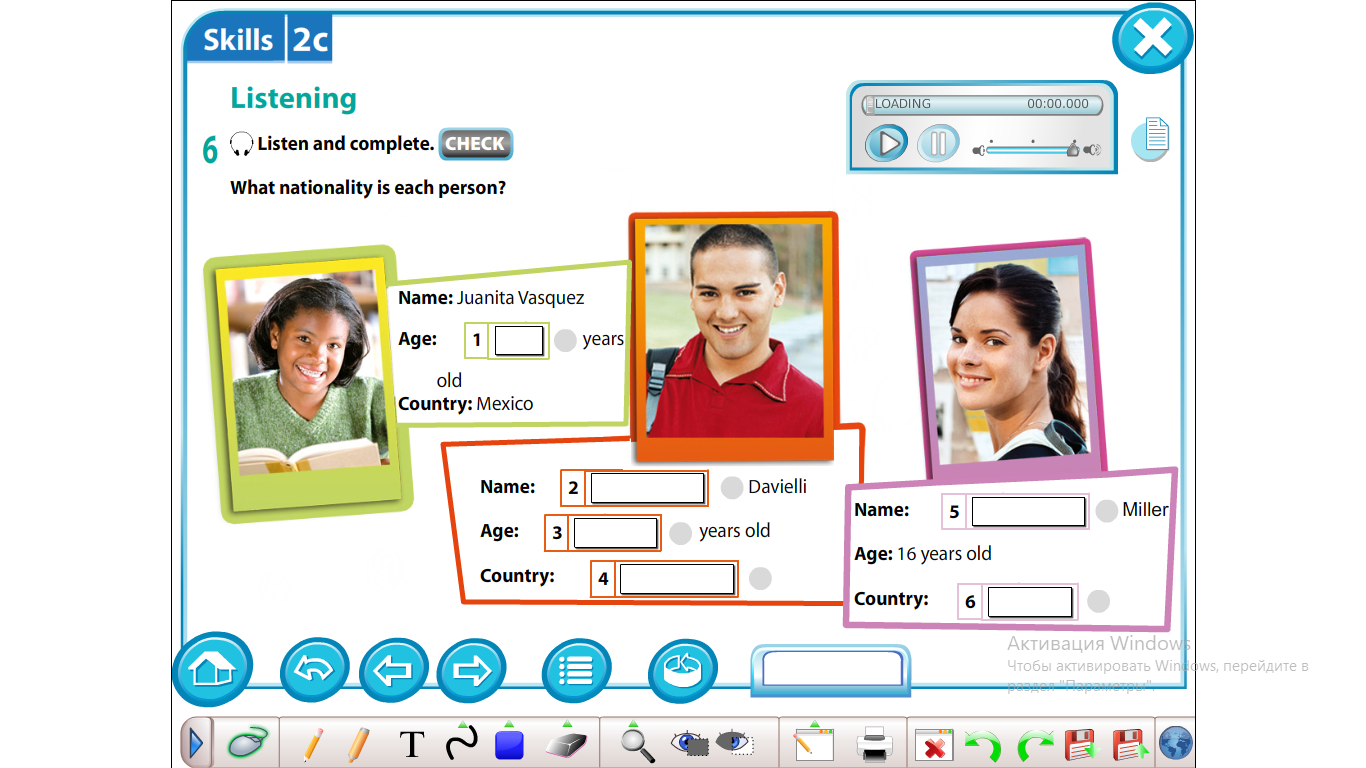 Skills 2c
Listening
LOADING 00:00.000
6 Listen and complete. CHECK
What nationality is each person?
Name: Juanita Vasquez
Age: 1 years
old
Country: Mexico
Name: 2 Davielli
Age: 3 years old
Country: 4
Name: 5 Miller
Age: 16 years old
Country: 6
Активация Windows
Чтобы активировать Windows, перейдите в
раздел "Параметры".
T